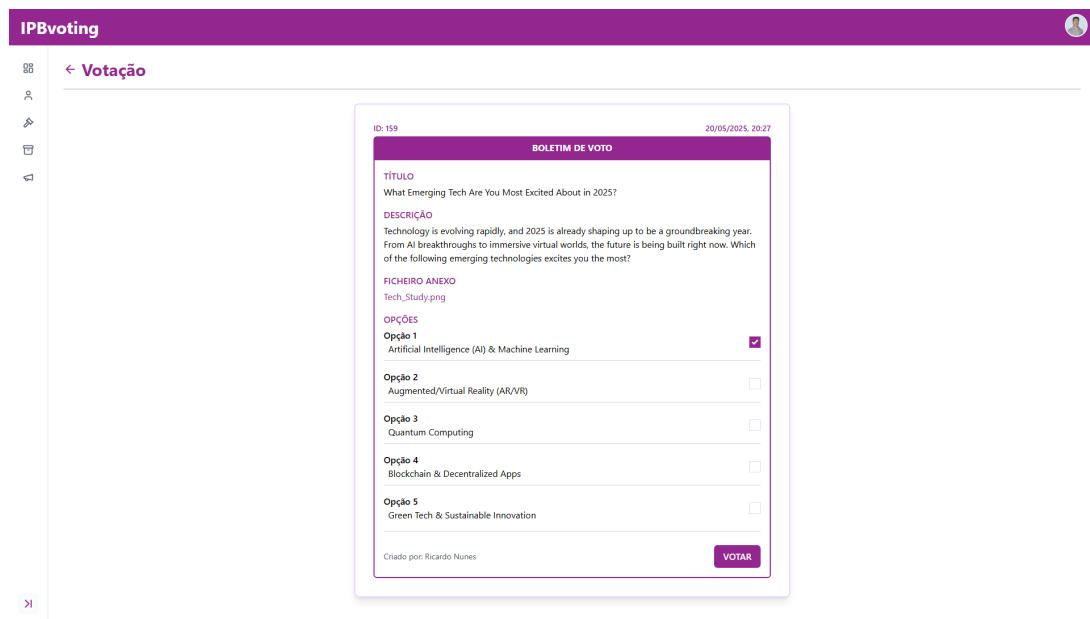 IPBvoting
← Votação
ID: 159
20/05/2025, 20:27
BOLETIM DE VOTO
TÍTULO
What Emerging Tech Are You Most Excited About in 2025?
DESCRIÇÃO
Technology is evolving rapidly, and 2025 is already shaping up to be a groundbreaking year.
From AI breakthroughs to immersive virtual worlds, the future is being built right now. Which
of the following emerging technologies excites you the most?
FICHEIRO ANEXO
Tech_Study.png
OPÇÕES
Opção 1
Artificial Intelligence (AI) & Machine Learning
Opção 2
Augmented/Virtual Reality (AR/VR)
Opção 3
Quantum Computing
Opção 4
Blockchain & Decentralized Apps
Opção 5
Green Tech & Sustainable Innovation
Criado por: Ricardo Nunes
VOTAR